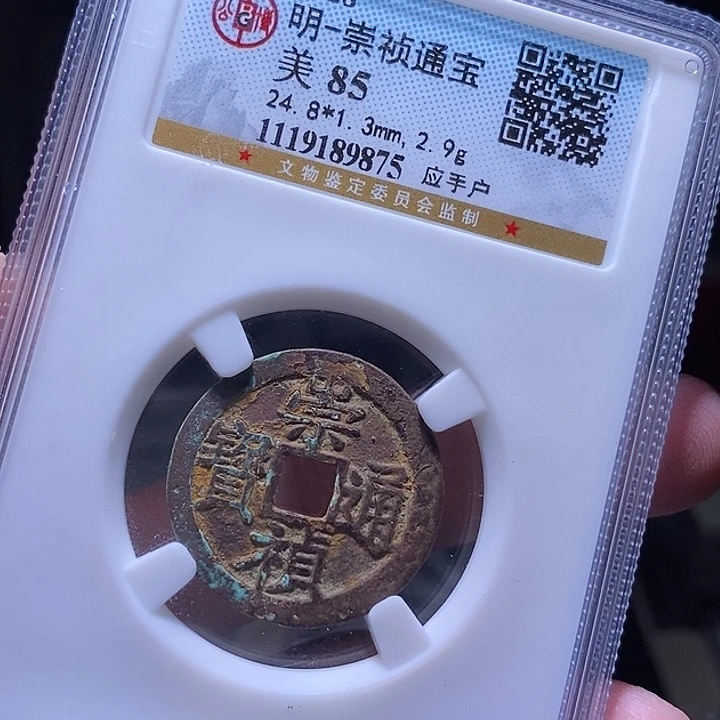 明-崇祯通宝
美 85
24.8*1.3mm, 2.9g
1119189875 应手户
文物鉴定委员会监制
崇
寶 通
祯